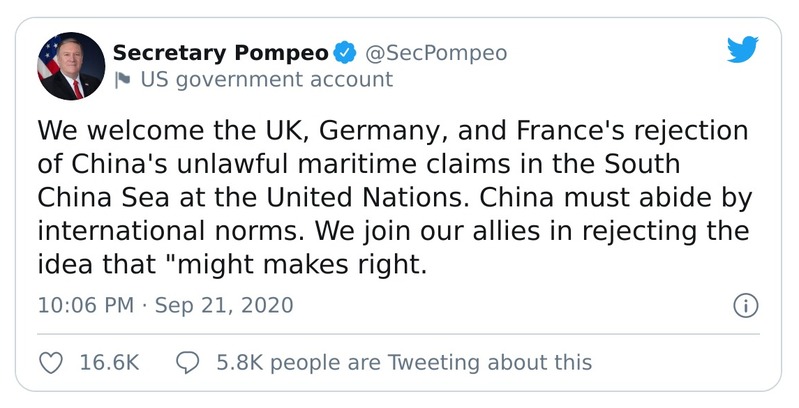 Secretary Pompeo @SecPompeo
US government account
We welcome the UK, Germany, and France's rejection
of China's unlawful maritime claims in the South
China Sea at the United Nations. China must abide by
international norms. We join our allies in rejecting the
idea that "might makes right.
10:06 PM · Sep 21, 2020
16.6K 5.8K people are Tweeting about this